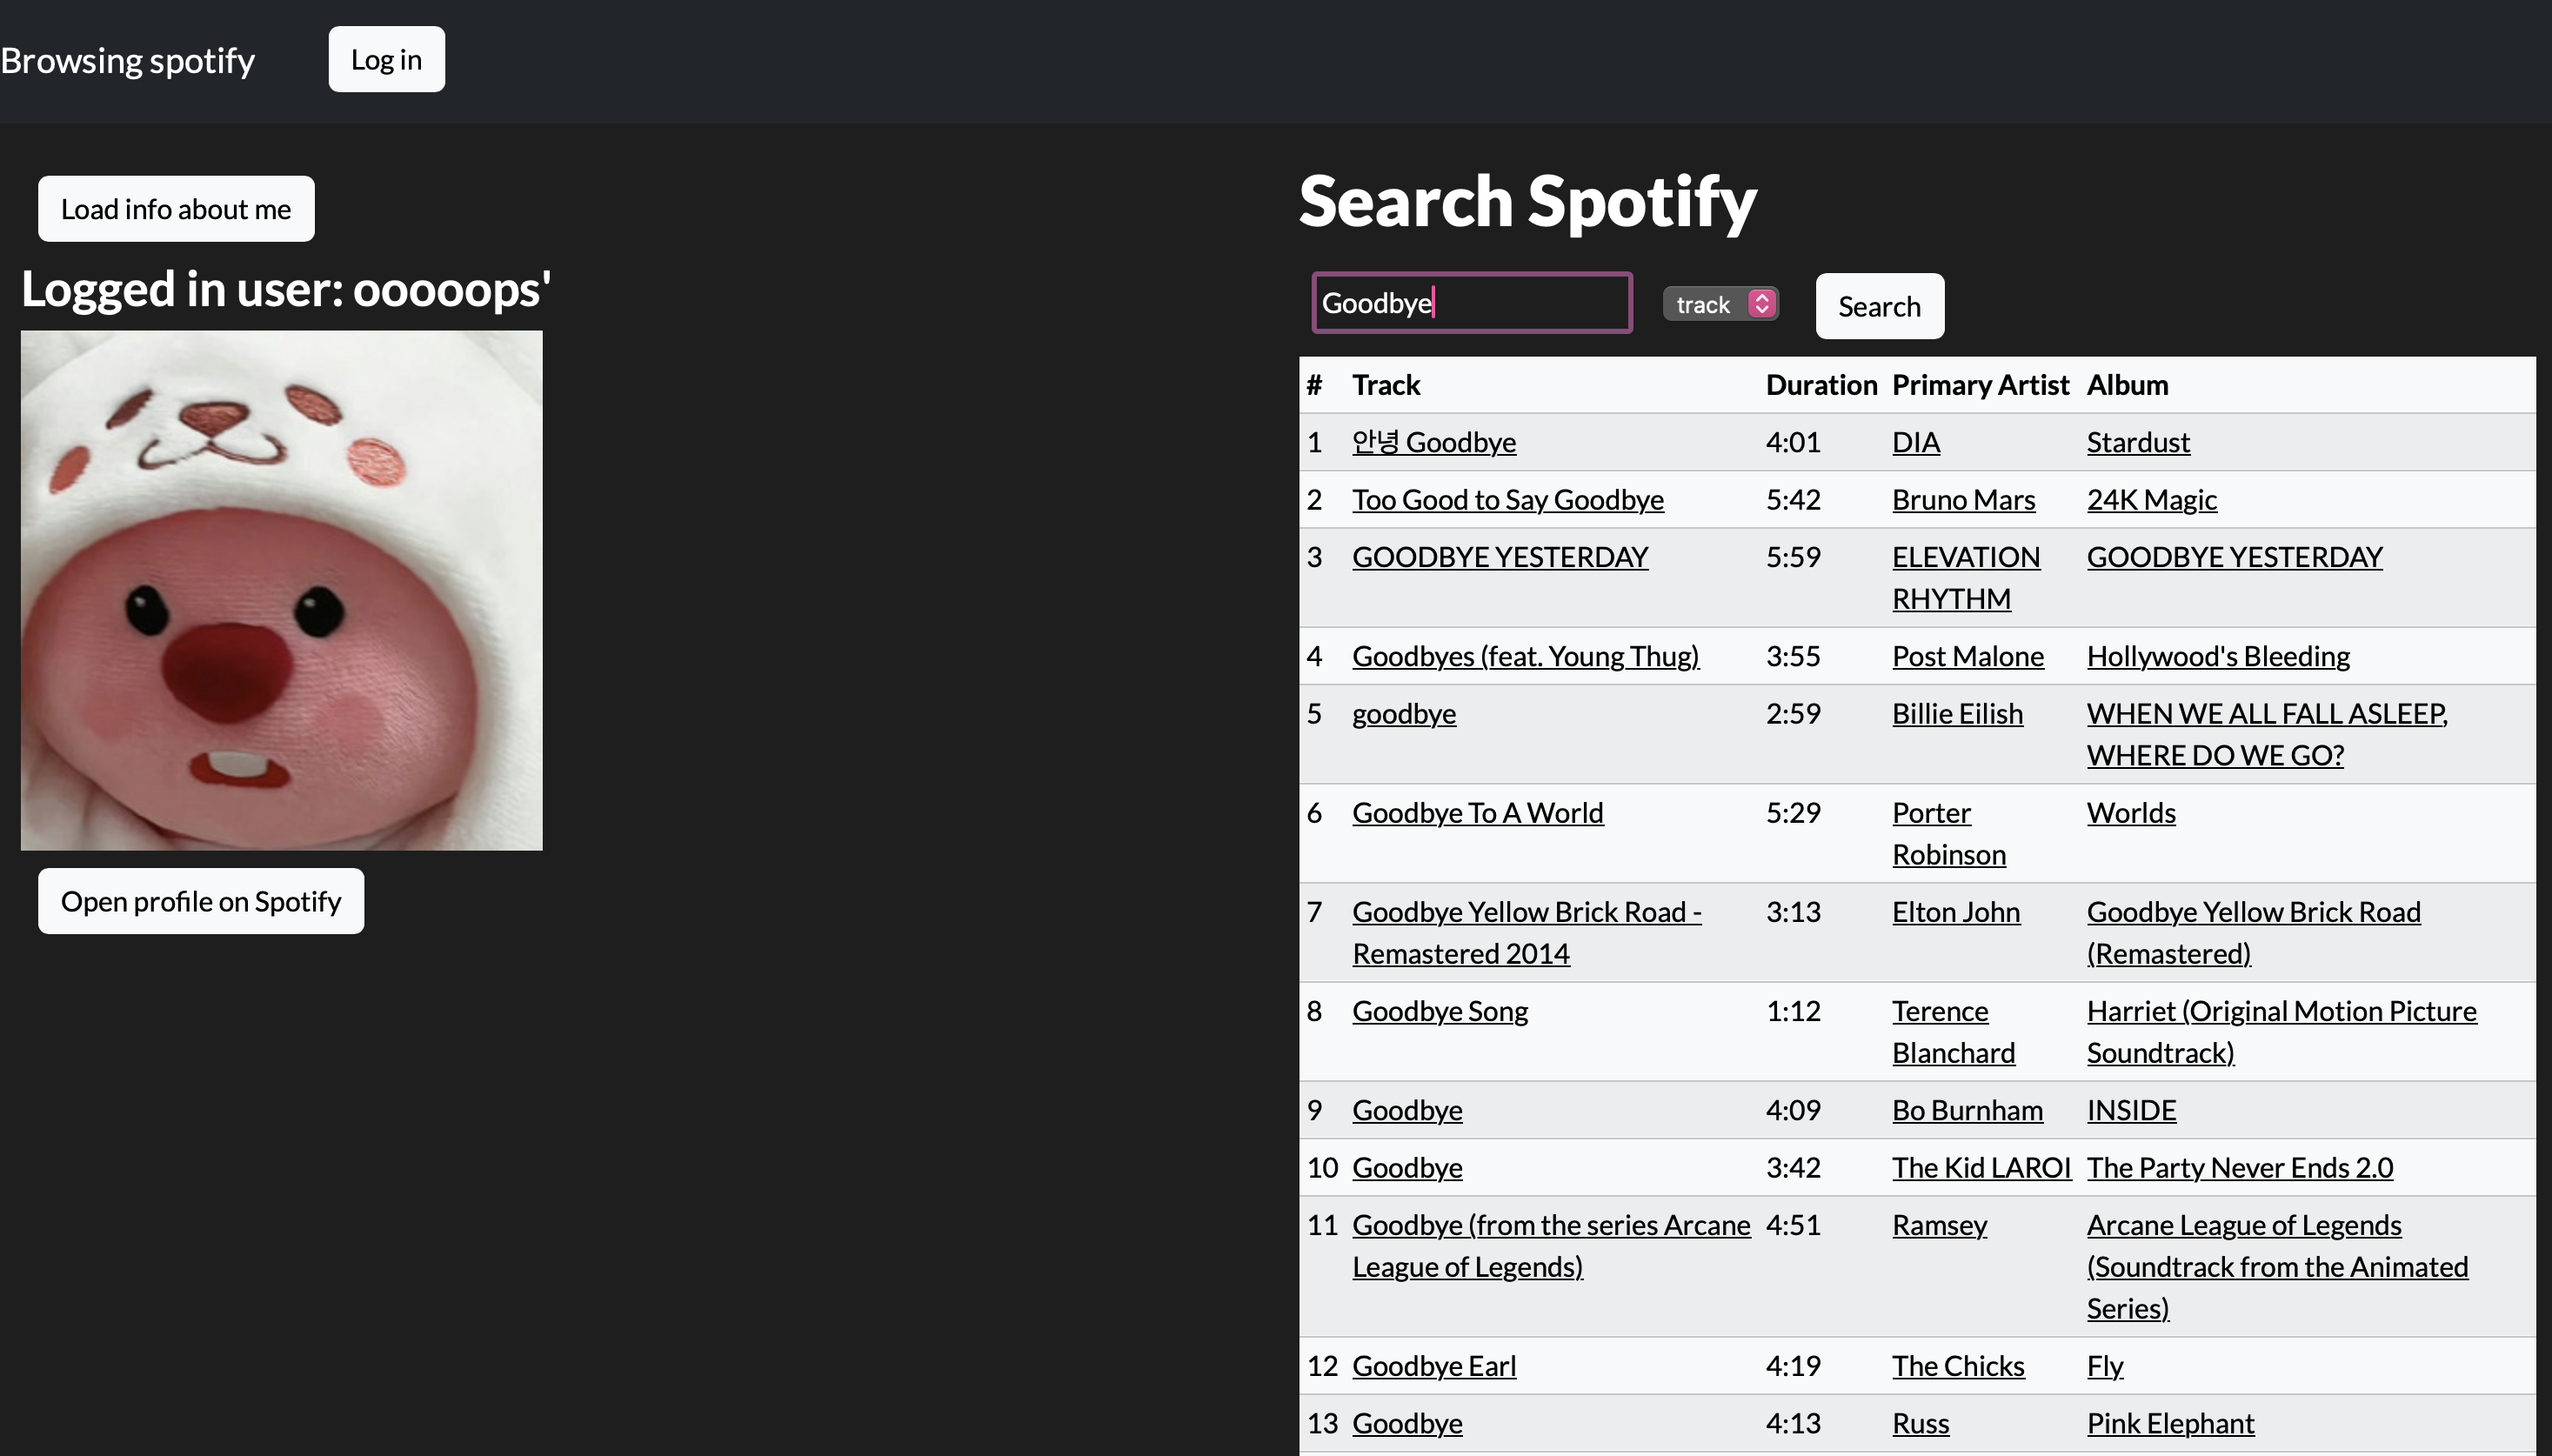 Browsing spotify
Log in
Load info about me
Logged in user: ooooops'
Open profile on Spotify
Search Spotify
Goodbye
track
Search
# Track Duration Primary Artist Album
1 안녕 Goodbye 4:01 DIA Stardust
2 Too Good to Say Goodbye 5:42 Bruno Mars 24K Magic
3 GOODBYE YESTERDAY 5:59 ELEVATION GOODBYE YESTERDAY
RHYTHM
4 Goodbyes (feat. Young Thug) 3:55 Post Malone Hollywood's Bleeding
5 goodbye 2:59 Billie Eilish WHEN WE ALL FALL ASLEEP,
WHERE DO WE GO?
6 Goodbye To A World 5:29 Porter Worlds
Robinson
7 Goodbye Yellow Brick Road - 3:13 Elton John Goodbye Yellow Brick Road
Remastered 2014 (Remastered)
8 Goodbye Song 1:12 Terence Harriet (Original Motion Picture
Blanchard Soundtrack)
9 Goodbye 4:09 Bo Burnham INSIDE
10 Goodbye 3:42 The Kid LAROI The Party Never Ends 2.0
11 Goodbye (from the series Arcane 4:51 Ramsey Arcane League of Legends
League of Legends) (Soundtrack from the Animated
Series)
12 Goodbye Earl 4:19 The Chicks Fly
13 Goodbye 4:13 Russ Pink Elephant